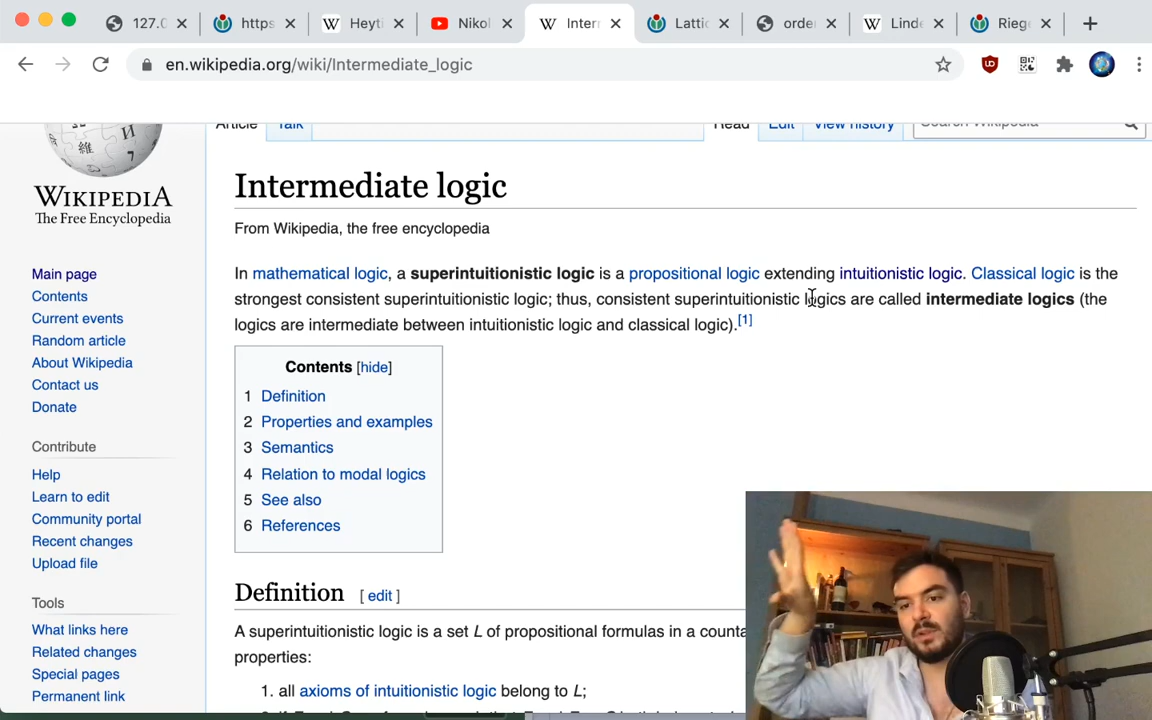 127.0
https
Heyti
Nikol
Inter
Lattic
order
Linde
Riege
en.wikipedia.org/wiki/Intermediate_logic
Article Talk Read Edit View history Search Wikipedia
WIKIPEDIA
The Free Encyclopedia
Main page
Contents
Current events
Random article
About Wikipedia
Contact us
Donate
Contribute
Help
Learn to edit
Community portal
Recent changes
Upload file
Tools
What links here
Related changes
Special pages
Permanent link
Intermediate logic
From Wikipedia, the free encyclopedia
In mathematical logic, a superintuitionistic logic is a propositional logic extending intuitionistic logic. Classical logic is the
strongest consistent superintuitionistic logic; thus, consistent superintuitionistic logics are called intermediate logics (the
logics are intermediate between intuitionistic logic and classical logic).[1]
Contents [hide]
1 Definition
2 Properties and examples
3 Semantics
4 Relation to modal logics
5 See also
6 References
Definition [ edit ]
A superintuitionistic logic is a set L of propositional formulas in a counta
properties:
1. all axioms of intuitionistic logic belong to L;